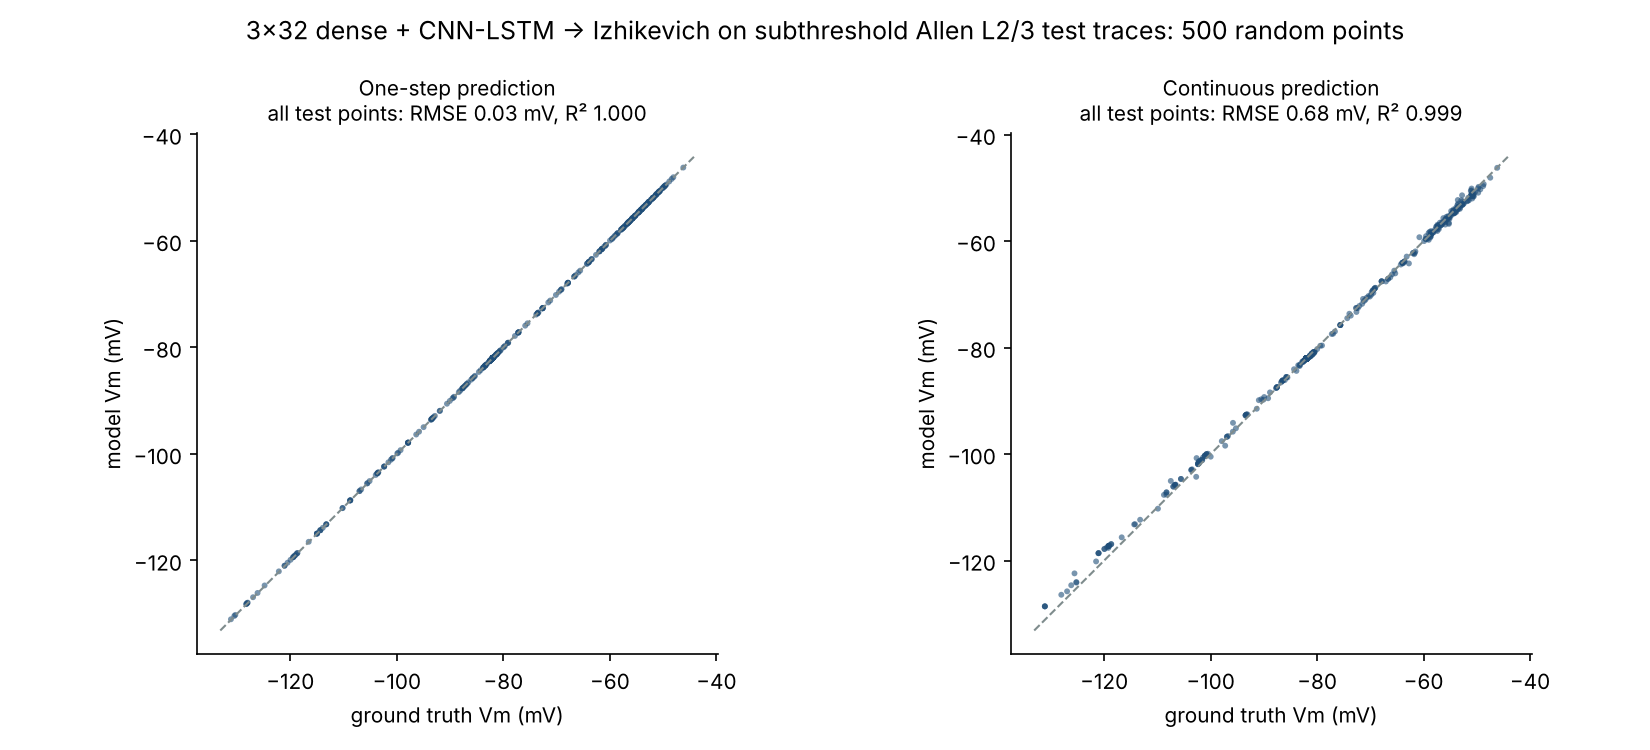 3×32 dense + CNN-LSTM → Izhikevich on subthreshold Allen L2/3 test traces: 500 random points
One-step prediction
all test points: RMSE 0.03 mV, R² 1.000
−40
−60
−80
−100
−120
model Vm (mV)
−120 −100 −80 −60 −40
ground truth Vm (mV)
Continuous prediction
all test points: RMSE 0.68 mV, R² 0.999
−40
−60
−80
−100
−120
model Vm (mV)
−120 −100 −80 −60 −40
ground truth Vm (mV)